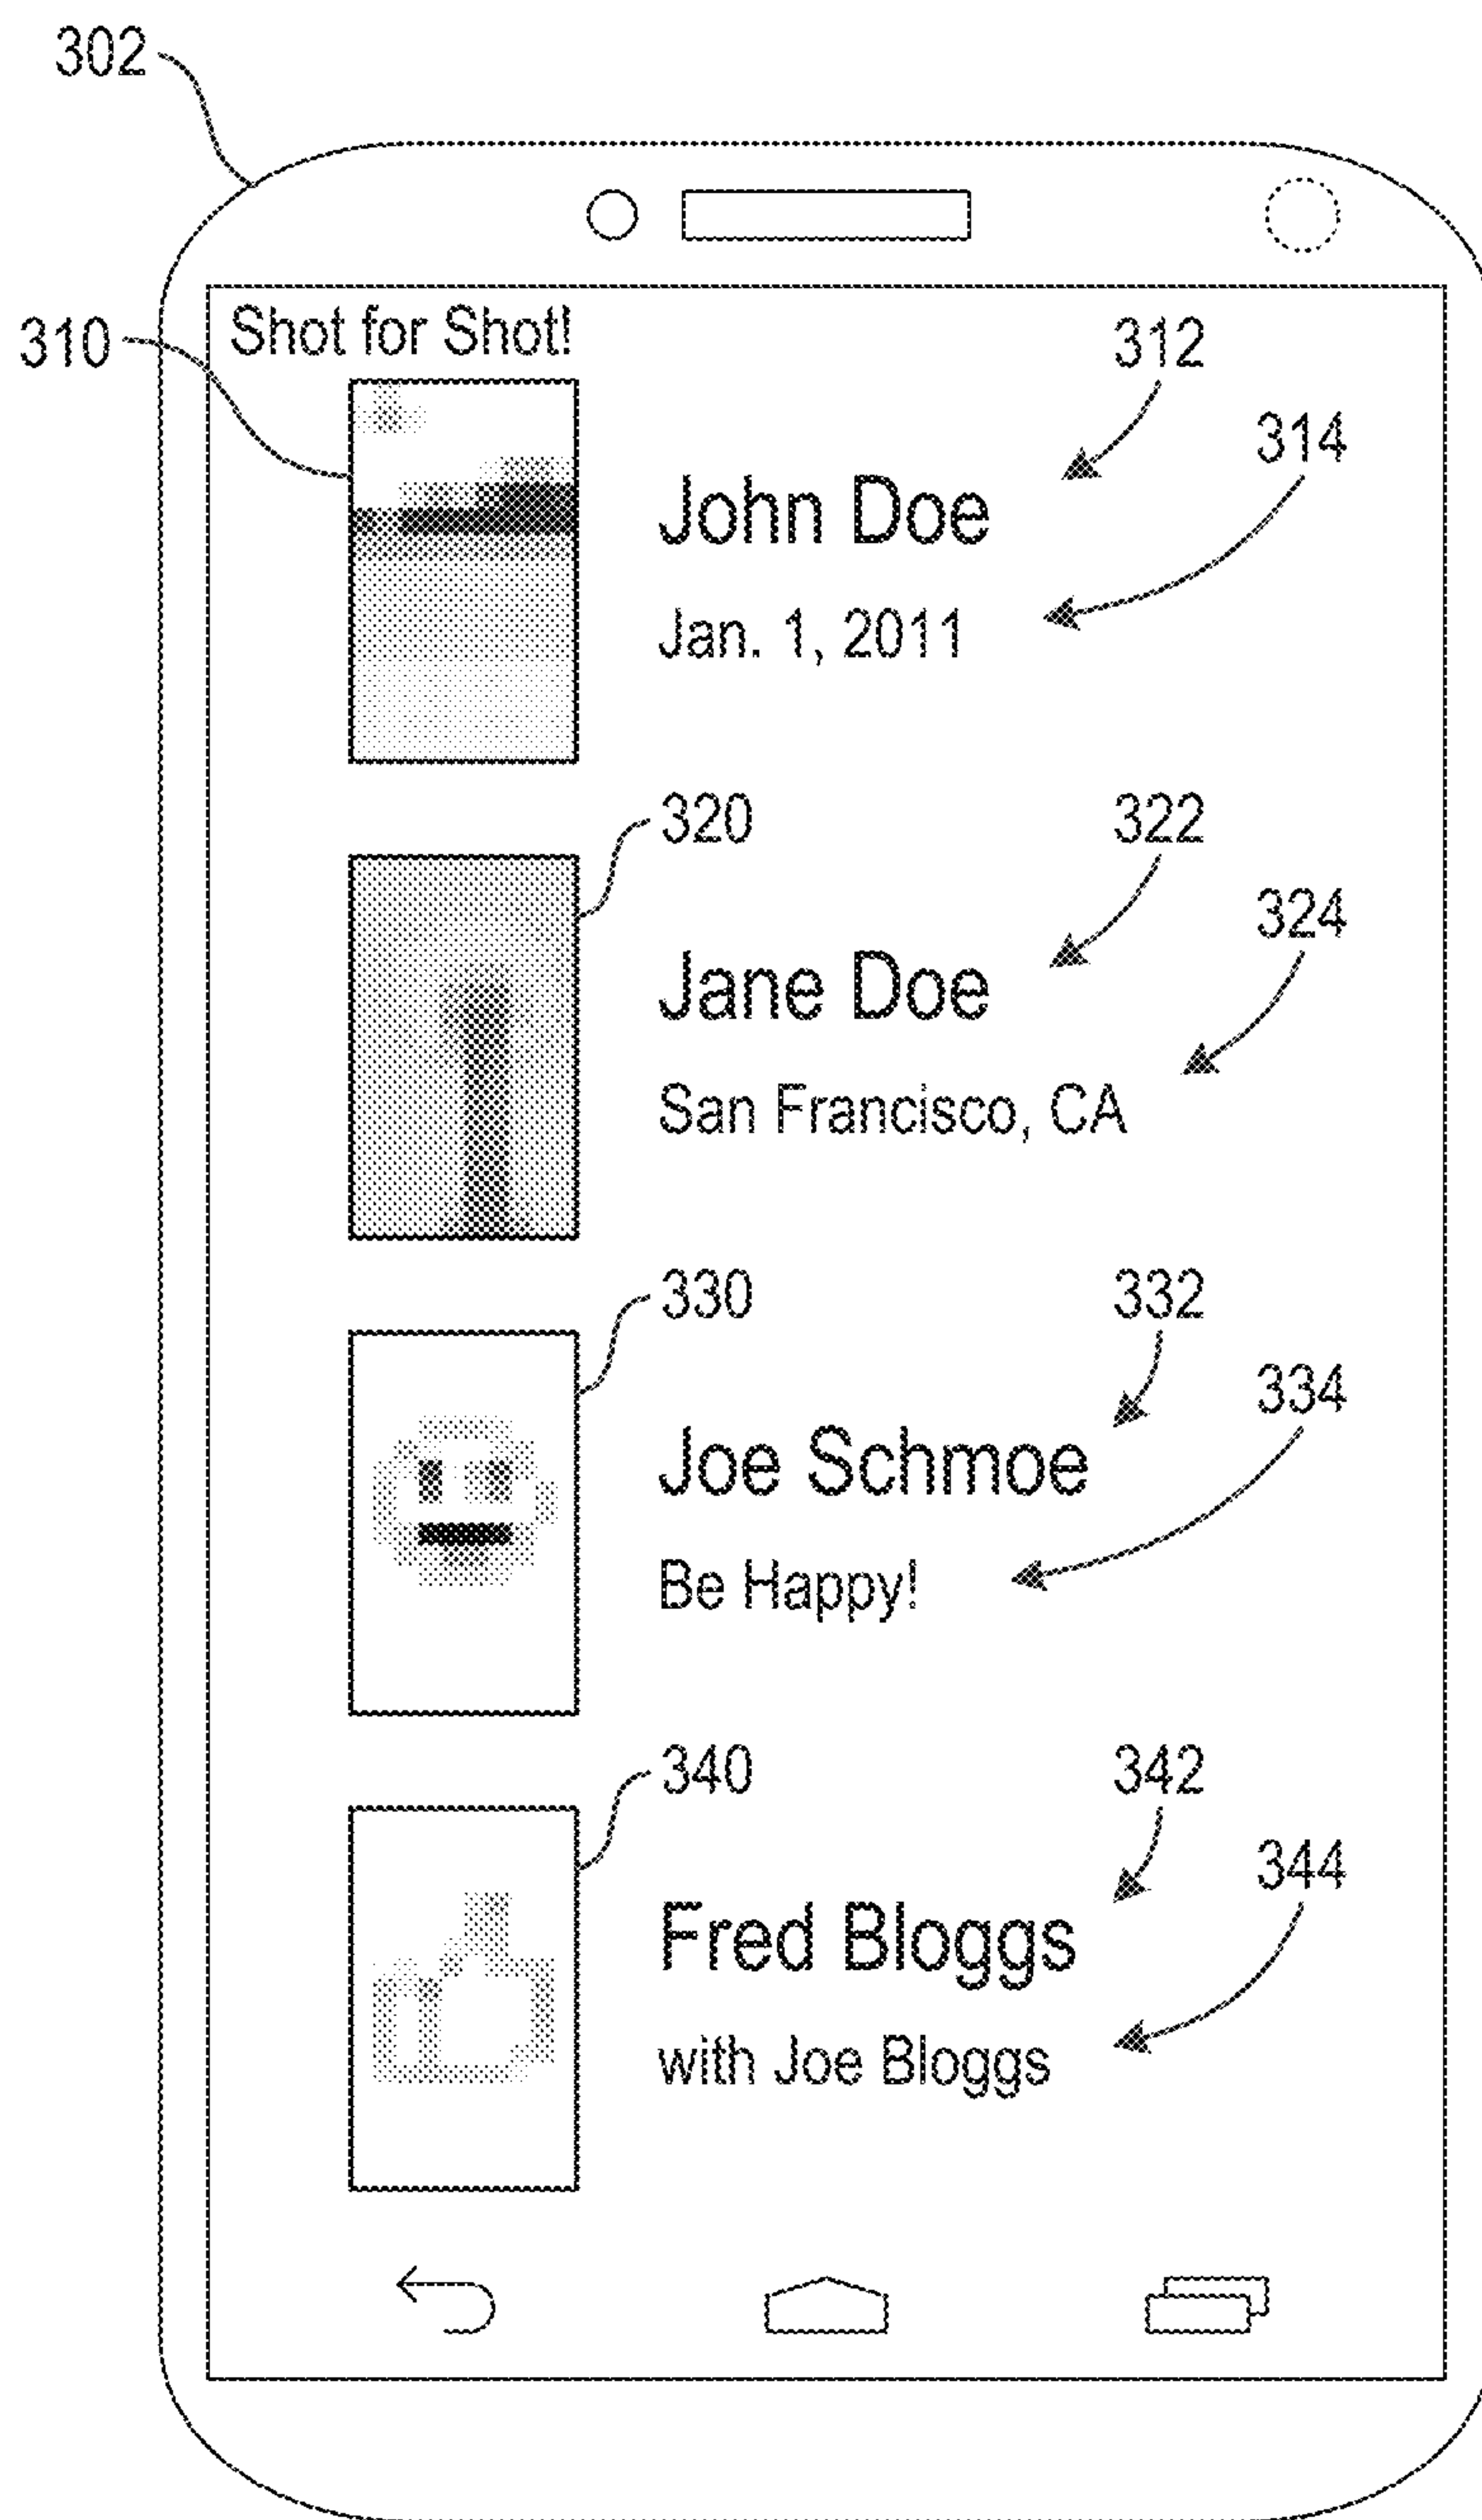 302
310
Shot for Shot!
312
314
John Doe
Jan. 1, 2011
320
322
324
Jane Doe
San Francisco, CA
330
332
334
Joe Schmoe
Be Happy!
340
342
344
Fred Bloggs
with Joe Bloggs